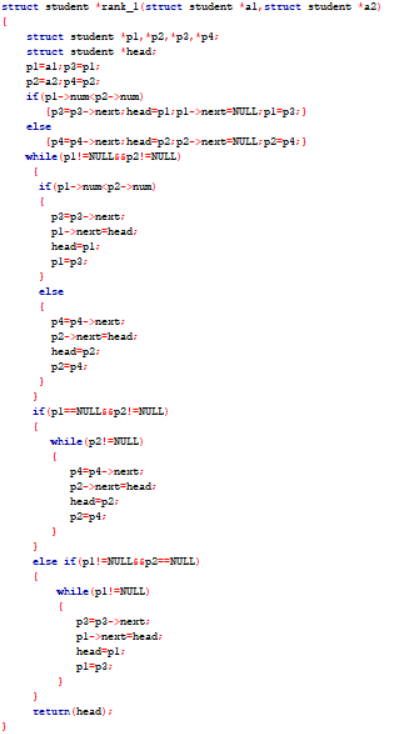 struct student *rank_1(struct student *a1,struct student *a2)
{
struct student *p1,*p2,*p3,*p4;
struct student *head;
p1=a1;p3=p1;
p2=a2;p4=p2;
if(p1->num<p2->num)
{p3=p3->next;head=p1;p1->next=NULL;p1=p3;}
else
{p4=p4->next;head=p2;p2->next=NULL;p2=p4;}
while(p1!=NULL&&p2!=NULL)
{
if(p1->num<p2->num)
{
p3=p3->next;
p1->next=head;
head=p1;
p1=p3;
}
else
{
p4=p4->next;
p2->next=head;
head=p2;
p2=p4;
}
}
if(p1==NULL&&p2!=NULL)
{
while(p2!=NULL)
{
p4=p4->next;
p2->next=head;
head=p2;
p2=p4;
}
}
else if(p1!=NULL&&p2==NULL)
{
while(p1!=NULL)
{
p3=p3->next;
p1->next=head;
head=p1;
p1=p3;
}
}
return(head);
}